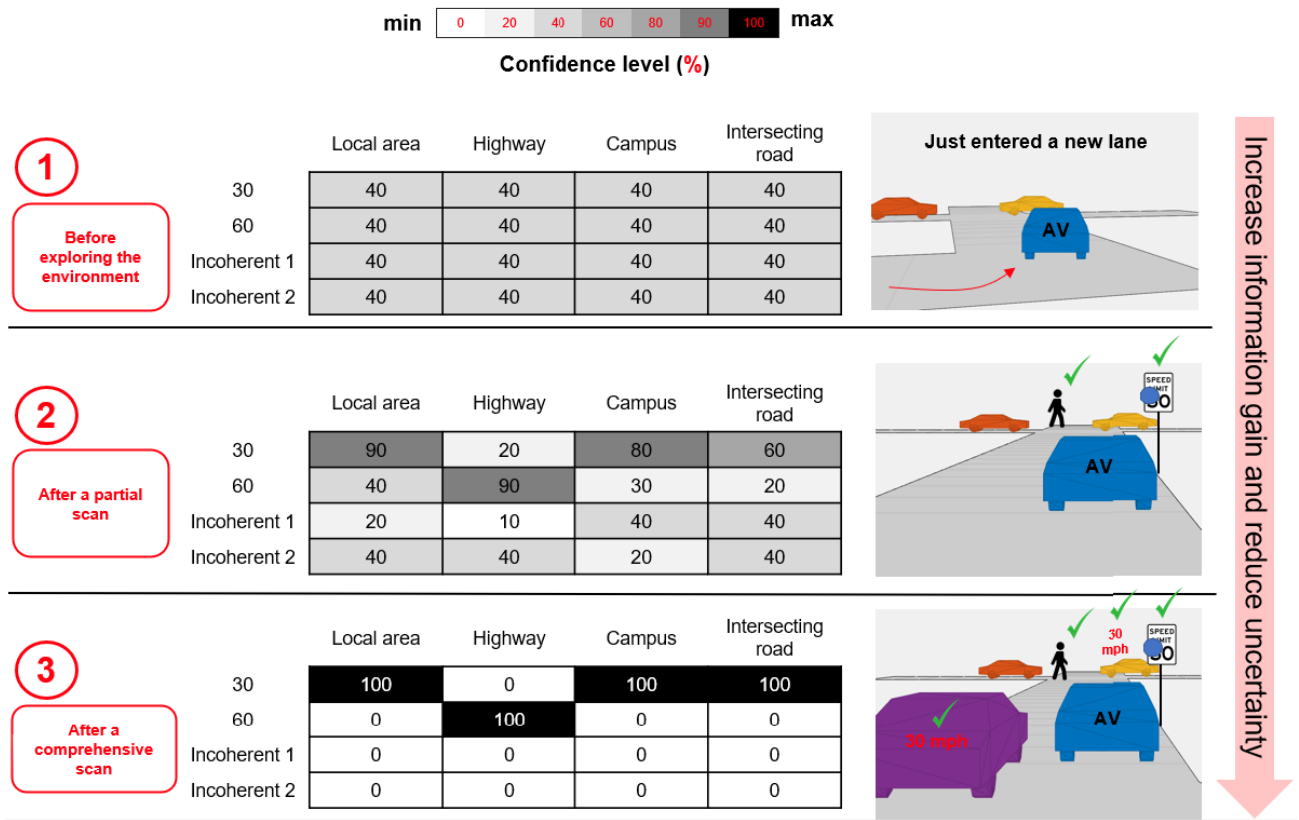 min 0 20 40 60 80 90 100 max
Confidence level (%)
1
Before
exploring the
environment
Local area Highway Campus Intersecting
road
30 40 40 40 40
60 40 40 40 40
Incoherent 1 40 40 40 40
Incoherent 2 40 40 40 40
Just entered a new lane
AV
2
After a partial
scan
Local area Highway Campus Intersecting
road
30 90 20 80 60
60 40 90 30 20
Incoherent 1 20 10 40 40
Incoherent 2 40 40 20 40
SPEED
LIMIT
AV
3
After a
comprehensive
scan
Local area Highway Campus Intersecting
road
30 100 0 100 100
60 0 100 0 0
Incoherent 1 0 0 0 0
Incoherent 2 0 0 0 0
30
mph
SPEED
LIMIT
AV
30 mph
Increase information gain and reduce uncertainty